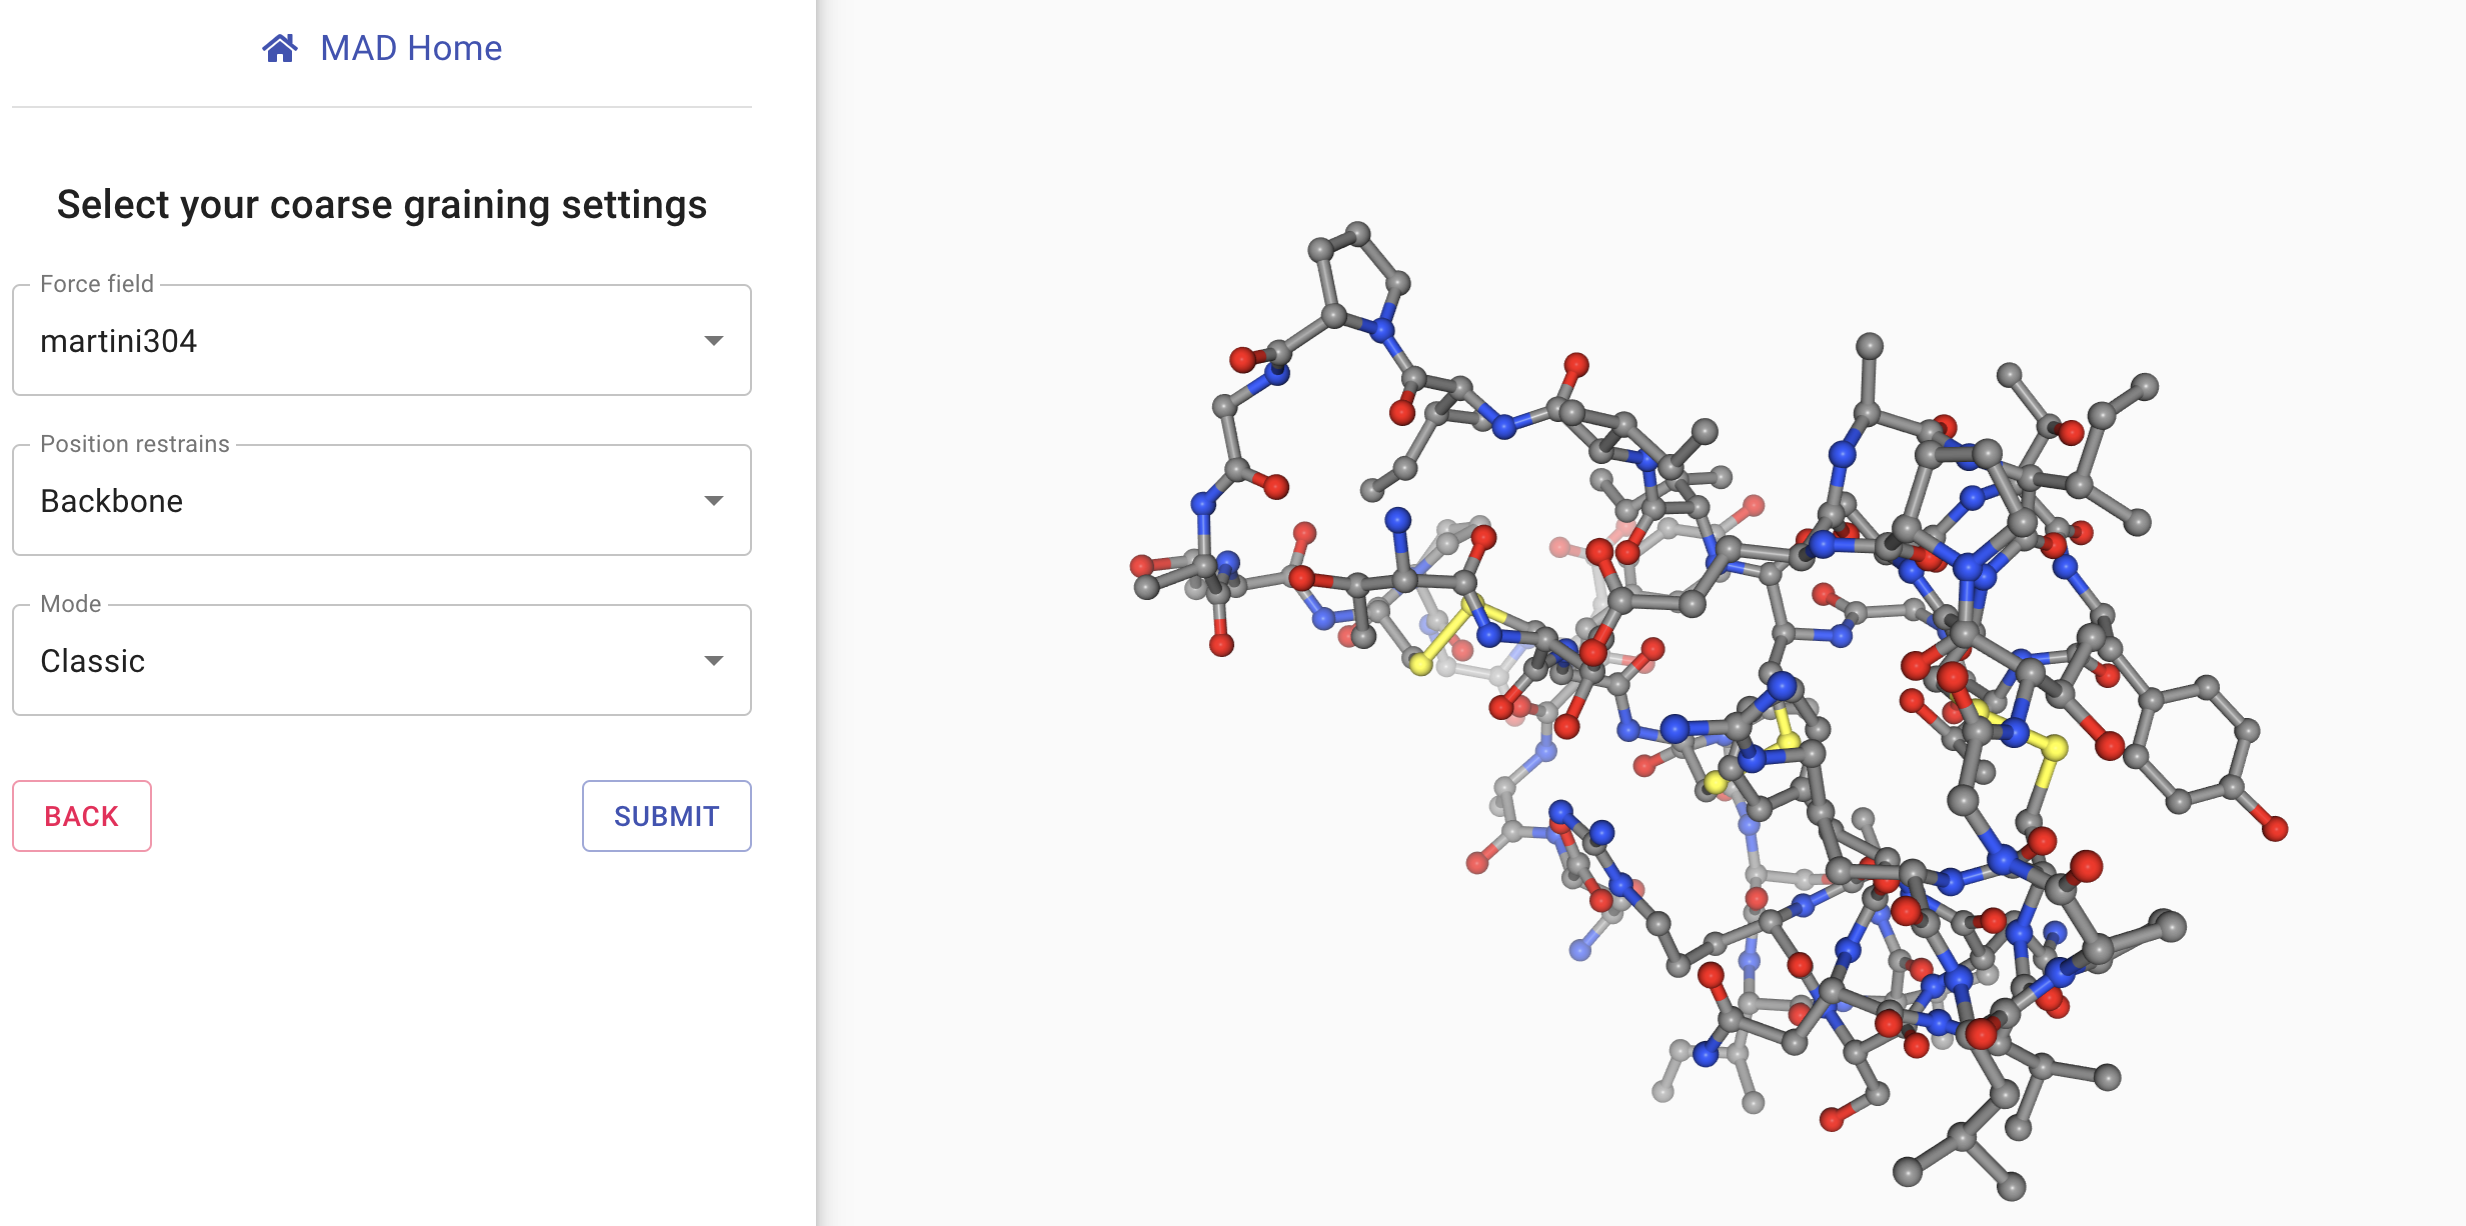 MAD Home
Select your coarse graining settings
Force field
martini304
Position restrains
Backbone
Mode
Classic
BACK
SUBMIT